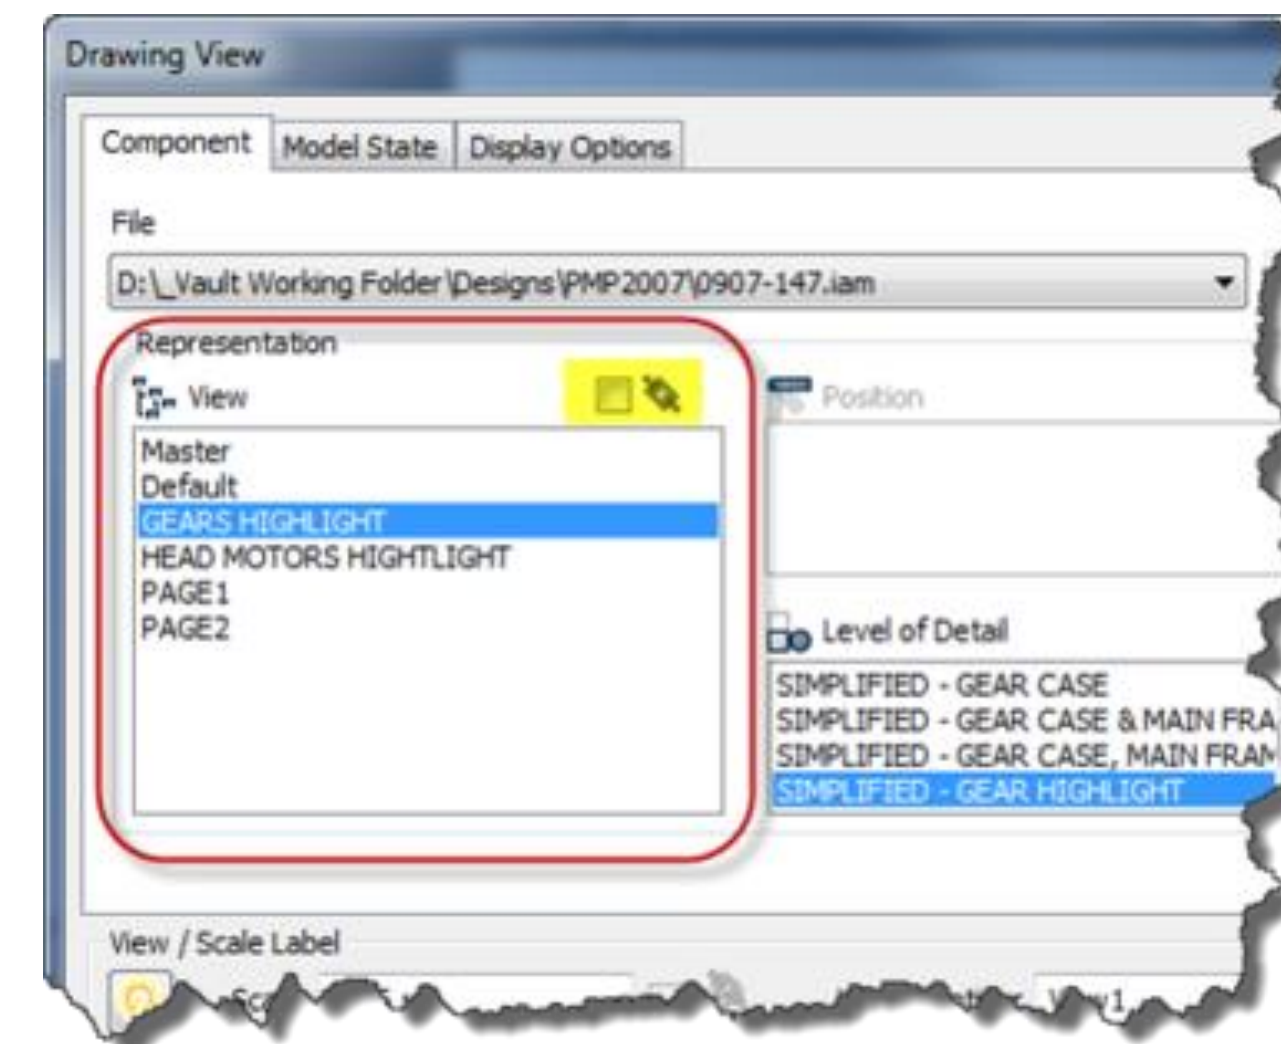 Drawing View
Component Model State Display Options
File
D:\_Vault Working Folder\Designs\PMP2007\0907-147.iam
Representation
View
Position
Master
Default
GEARS HIGHLIGHT
HEAD MOTORS HIGHTLIGHT
PAGE1
PAGE2
Level of Detail
SIMPLIFIED - GEAR CASE
SIMPLIFIED - GEAR CASE & MAIN FRA
SIMPLIFIED - GEAR CASE, MAIN FRAM
SIMPLIFIED - GEAR HIGHLIGHT
View / Scale Label